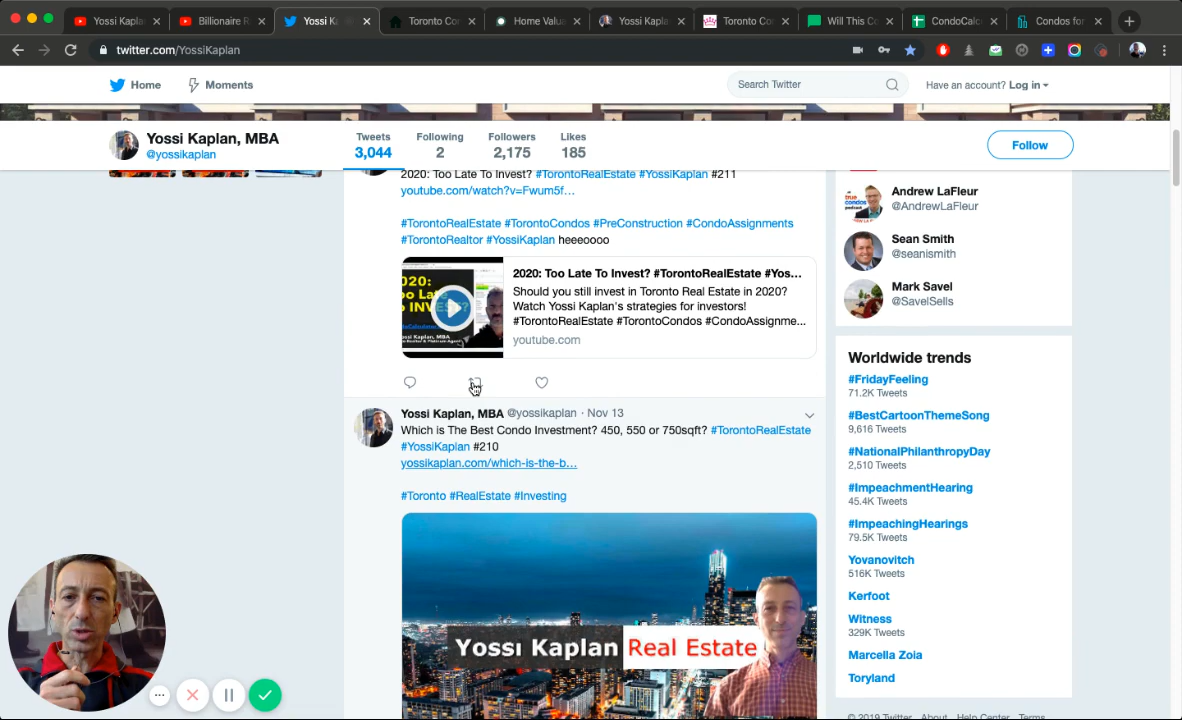 Yossi Kaplan
Billionaire R
Yossi K
Toronto Co
Home Valua
Yossi Kapla
Toronto Co
Will This Co
CondoCalc
Condos for
twitter.com/YossiKaplan
Home
Moments
Search Twitter
Have an account? Log in
Yossi Kaplan, MBA
@yossikaplan
Tweets
3,044
Following
2
Followers
2,175
Likes
185
Follow
2020: Too Late To Invest? #TorontoRealEstate #YossiKaplan #211
youtube.com/watch?v=Fwum5f...
#TorontoRealEstate #TorontoCondos #PreConstruction #CondoAssignments
#TorontoRealtor #YossiKaplan heeeoooo
2020: Too Late To Invest? #TorontoRealEstate #Yos...
Should you still invest in Toronto Real Estate in 2020?
Watch Yossi Kaplan's strategies for investors!
#TorontoRealEstate #TorontoCondos #CondoAssignme...
youtube.com
Yossi Kaplan, MBA @yossikaplan · Nov 13
Which is The Best Condo Investment? 450, 550 or 750sqft? #TorontoRealEstate
#YossiKaplan #210
yossikaplan.com/which-is-the-b...
#Toronto #RealEstate #Investing
Yossi Kaplan Real Estate
Andrew LaFleur
@AndrewLaFleur
Sean Smith
@seanismith
Mark Savel
@SavelSells
Worldwide trends
#FridayFeeling
71.2K Tweets
#BestCartoonThemeSong
9,616 Tweets
#NationalPhilanthropyDay
2,510 Tweets
#ImpeachmentHearing
45.4K Tweets
#ImpeachingHearings
79.5K Tweets
Yovanovitch
516K Tweets
Kerfoot
Witness
329K Tweets
Marcella Zoia
Toryland
© 2019 Twitter About Help Center Terms